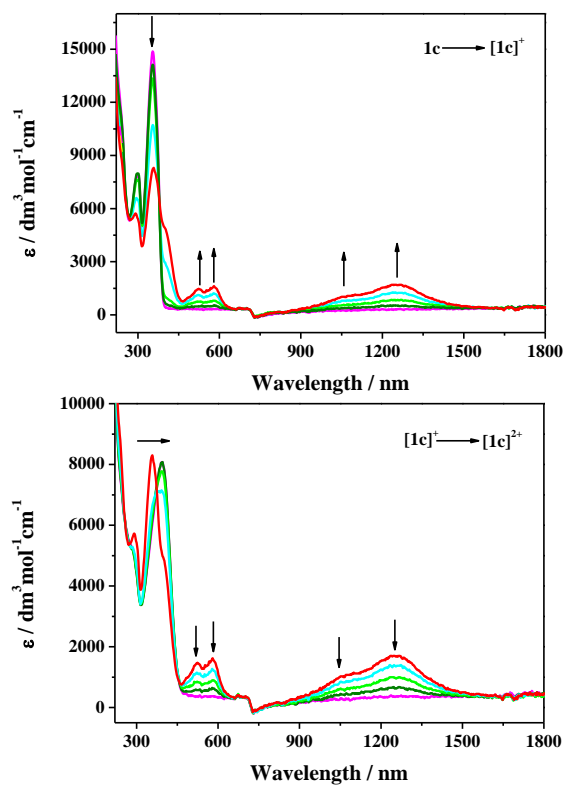 1c → [1c]⁺
ε / dm³mol⁻¹cm⁻¹
15000
12000
9000
6000
3000
0
300 600 900 1200 1500 1800
Wavelength / nm
10000
[1c]⁺ → [1c]²⁺
ε / dm³mol⁻¹cm⁻¹
8000
6000
4000
2000
0
300 600 900 1200 1500 1800
Wavelength / nm